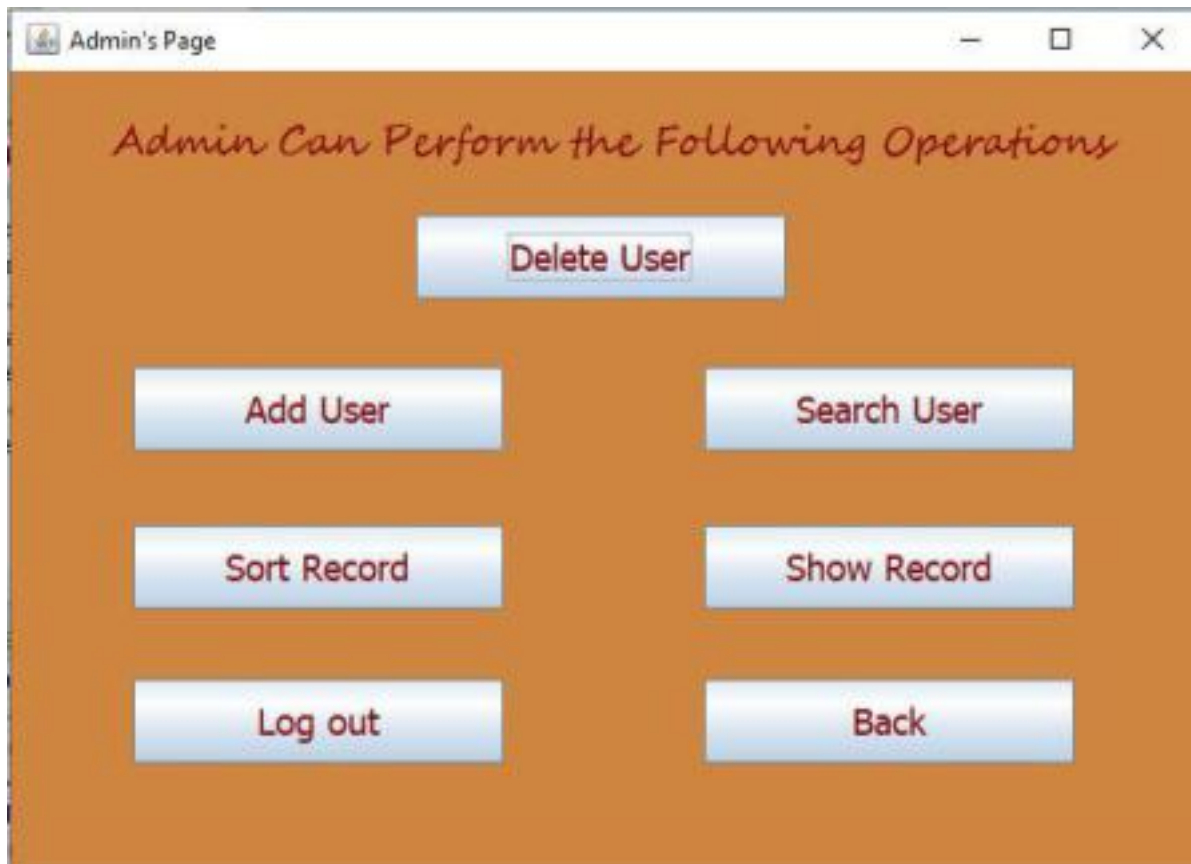 Admin's Page
Admin Can Perform the Following Operations
Delete User
Add User
Search User
Sort Record
Show Record
Log out
Back